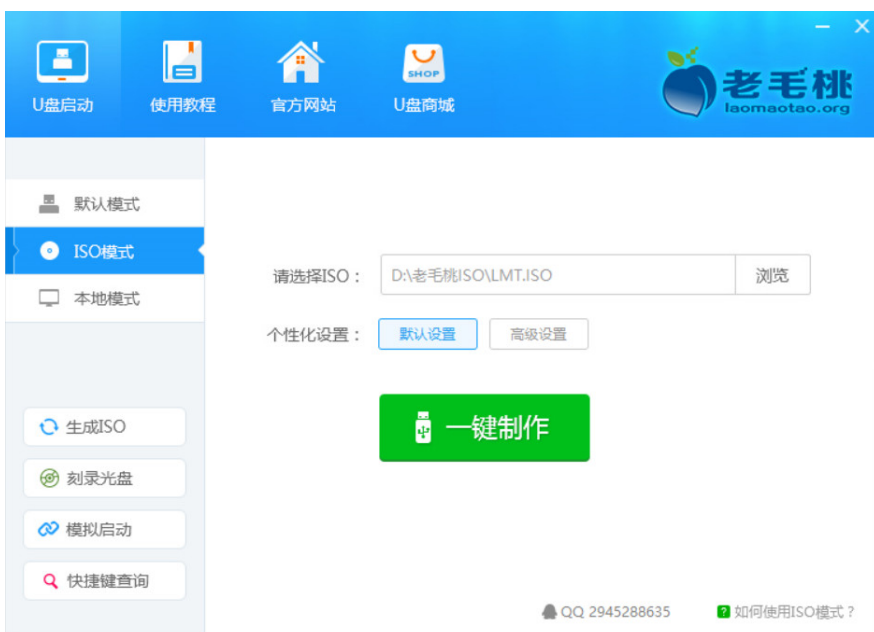 U盘启动
使用教程
官方网站
SHOP
U盘商城
老毛桃
laomaotao.org
默认模式
ISO模式
本地模式
请选择ISO：
D:\老毛桃ISO\LMT.ISO
浏览
个性化设置：
默认设置
高级设置
一键制作
生成ISO
刻录光盘
模拟启动
快捷键查询
QQ 2945288635
如何使用ISO模式？